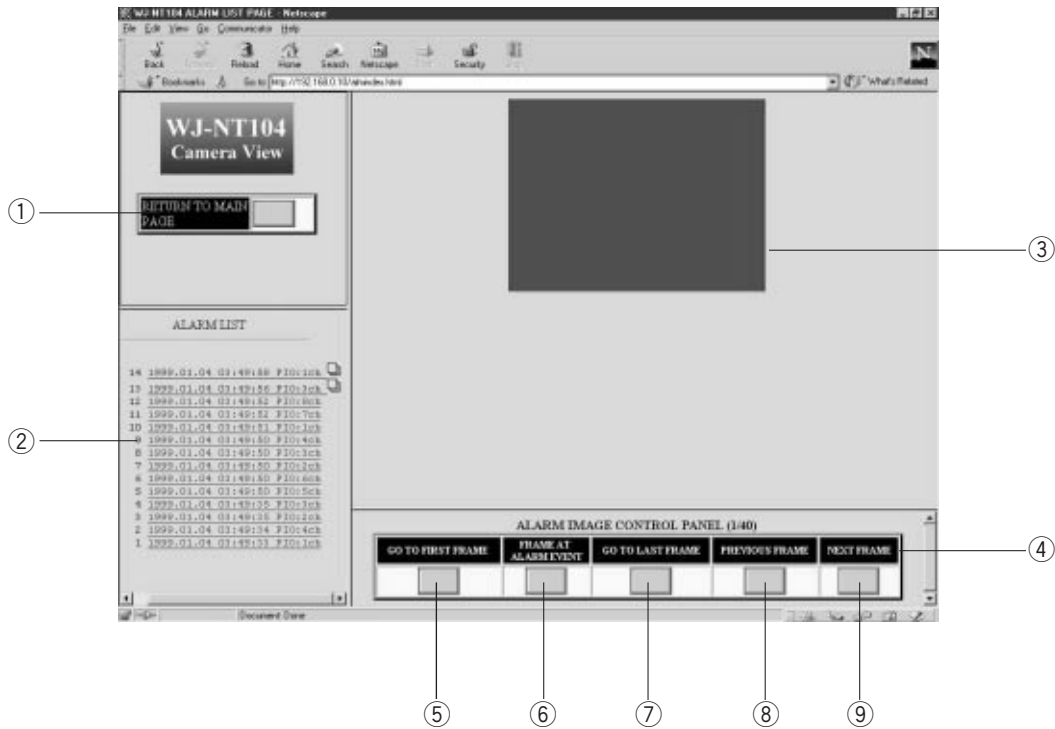 WJ-NT104 ALARM LIST PAGE - Netscape
File Edit View Go Communicator Help
Back Reload Home Search Netscape Security
Bookmarks Go to http://192.168.0.10/ What's Related
WJ-NT104
Camera View
① RETURN TO MAIN
PAGE
③
ALARM LIST
14 1999.01.04 03:49:58 PIO:1ch
13 1999.01.04 03:49:56 PIO:3ch
12 1999.01.04 03:49:52 PIO:8ch
11 1999.01.04 03:49:52 PIO:7ch
10 1999.01.04 03:49:51 PIO:1ch
② 9 1999.01.04 03:49:50 PIO:4ch
8 1999.01.04 03:49:50 PIO:3ch
7 1999.01.04 03:49:50 PIO:2ch
6 1999.01.04 03:49:50 PIO:6ch
5 1999.01.04 03:49:50 PIO:5ch
4 1999.01.04 03:49:35 PIO:3ch
3 1999.01.04 03:49:35 PIO:2ch
2 1999.01.04 03:49:34 PIO:4ch
1 1999.01.04 03:49:33 PIO:1ch
ALARM IMAGE CONTROL PANEL (1/40)
GO TO FIRST FRAME FRAME AT
ALARM EVENT GO TO LAST FRAME PREVIOUS FRAME NEXT FRAME ④
Document Done
⑤ ⑥ ⑦ ⑧ ⑨